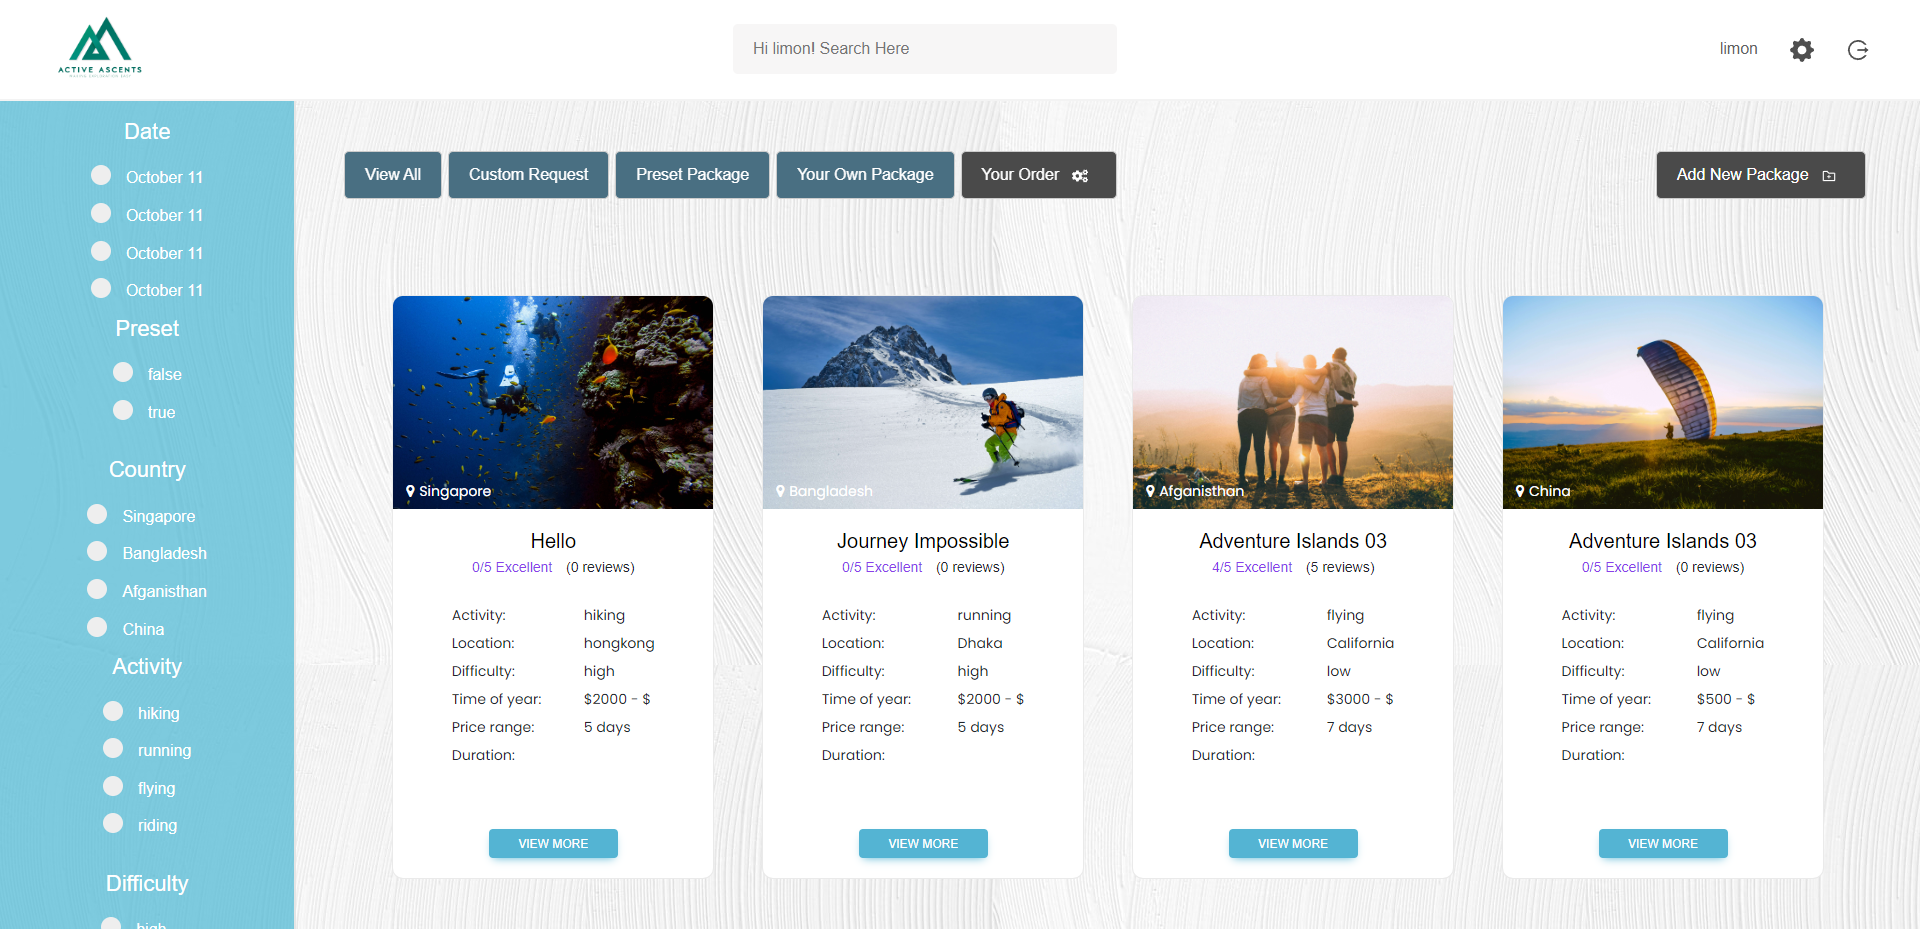 ACTIVE ASCENTS
Hi limon! Search Here
limon
Date
October 11
October 11
October 11
October 11
Preset
false
true
Country
Singapore
Bangladesh
Afganisthan
China
Activity
hiking
running
flying
riding
Difficulty
high
View All
Custom Request
Preset Package
Your Own Package
Your Order
Add New Package
Singapore
Hello
0/5 Excellent (0 reviews)
Activity: hiking
Location: hongkong
Difficulty: high
Time of year: $2000 - $
Price range: 5 days
Duration:
VIEW MORE
Bangladesh
Journey Impossible
0/5 Excellent (0 reviews)
Activity: running
Location: Dhaka
Difficulty: high
Time of year: $2000 - $
Price range: 5 days
Duration:
VIEW MORE
Afganisthan
Adventure Islands 03
4/5 Excellent (5 reviews)
Activity: flying
Location: California
Difficulty: low
Time of year: $3000 - $
Price range: 7 days
Duration:
VIEW MORE
China
Adventure Islands 03
0/5 Excellent (0 reviews)
Activity: flying
Location: California
Difficulty: low
Time of year: $500 - $
Price range: 7 days
Duration:
VIEW MORE